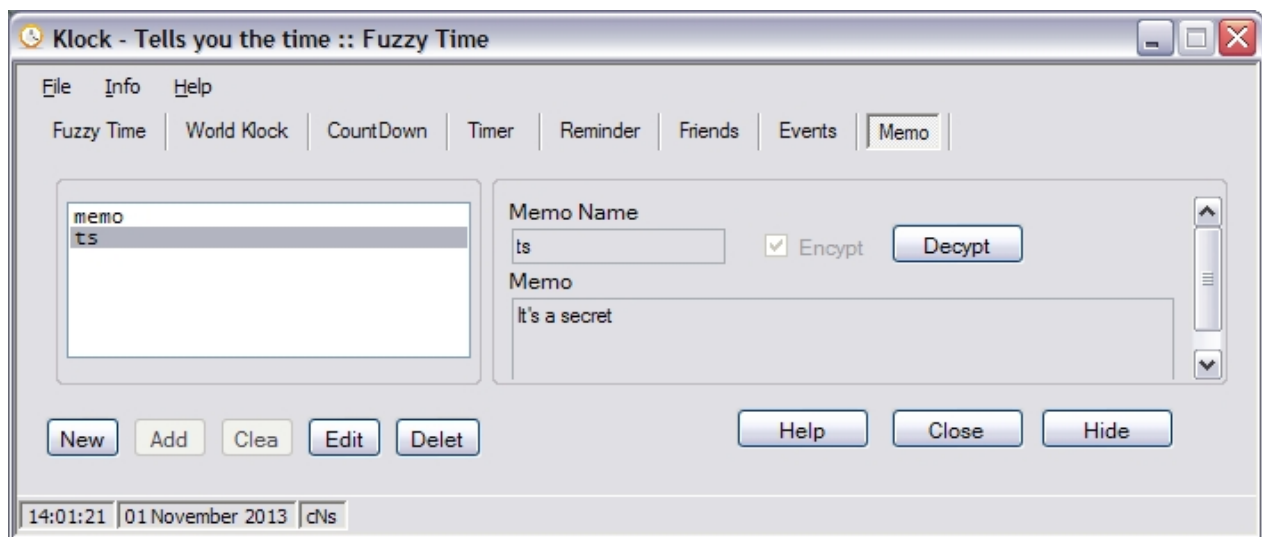 Klock - Tells you the time :: Fuzzy Time
File Info Help
Fuzzy Time World Klock CountDown Timer Reminder Friends Events Memo
memo
ts
Memo Name
ts Encypt Decypt
Memo
It's a secret
New Add Clea Edit Delet Help Close Hide
14:01:21 01 November 2013 cNs